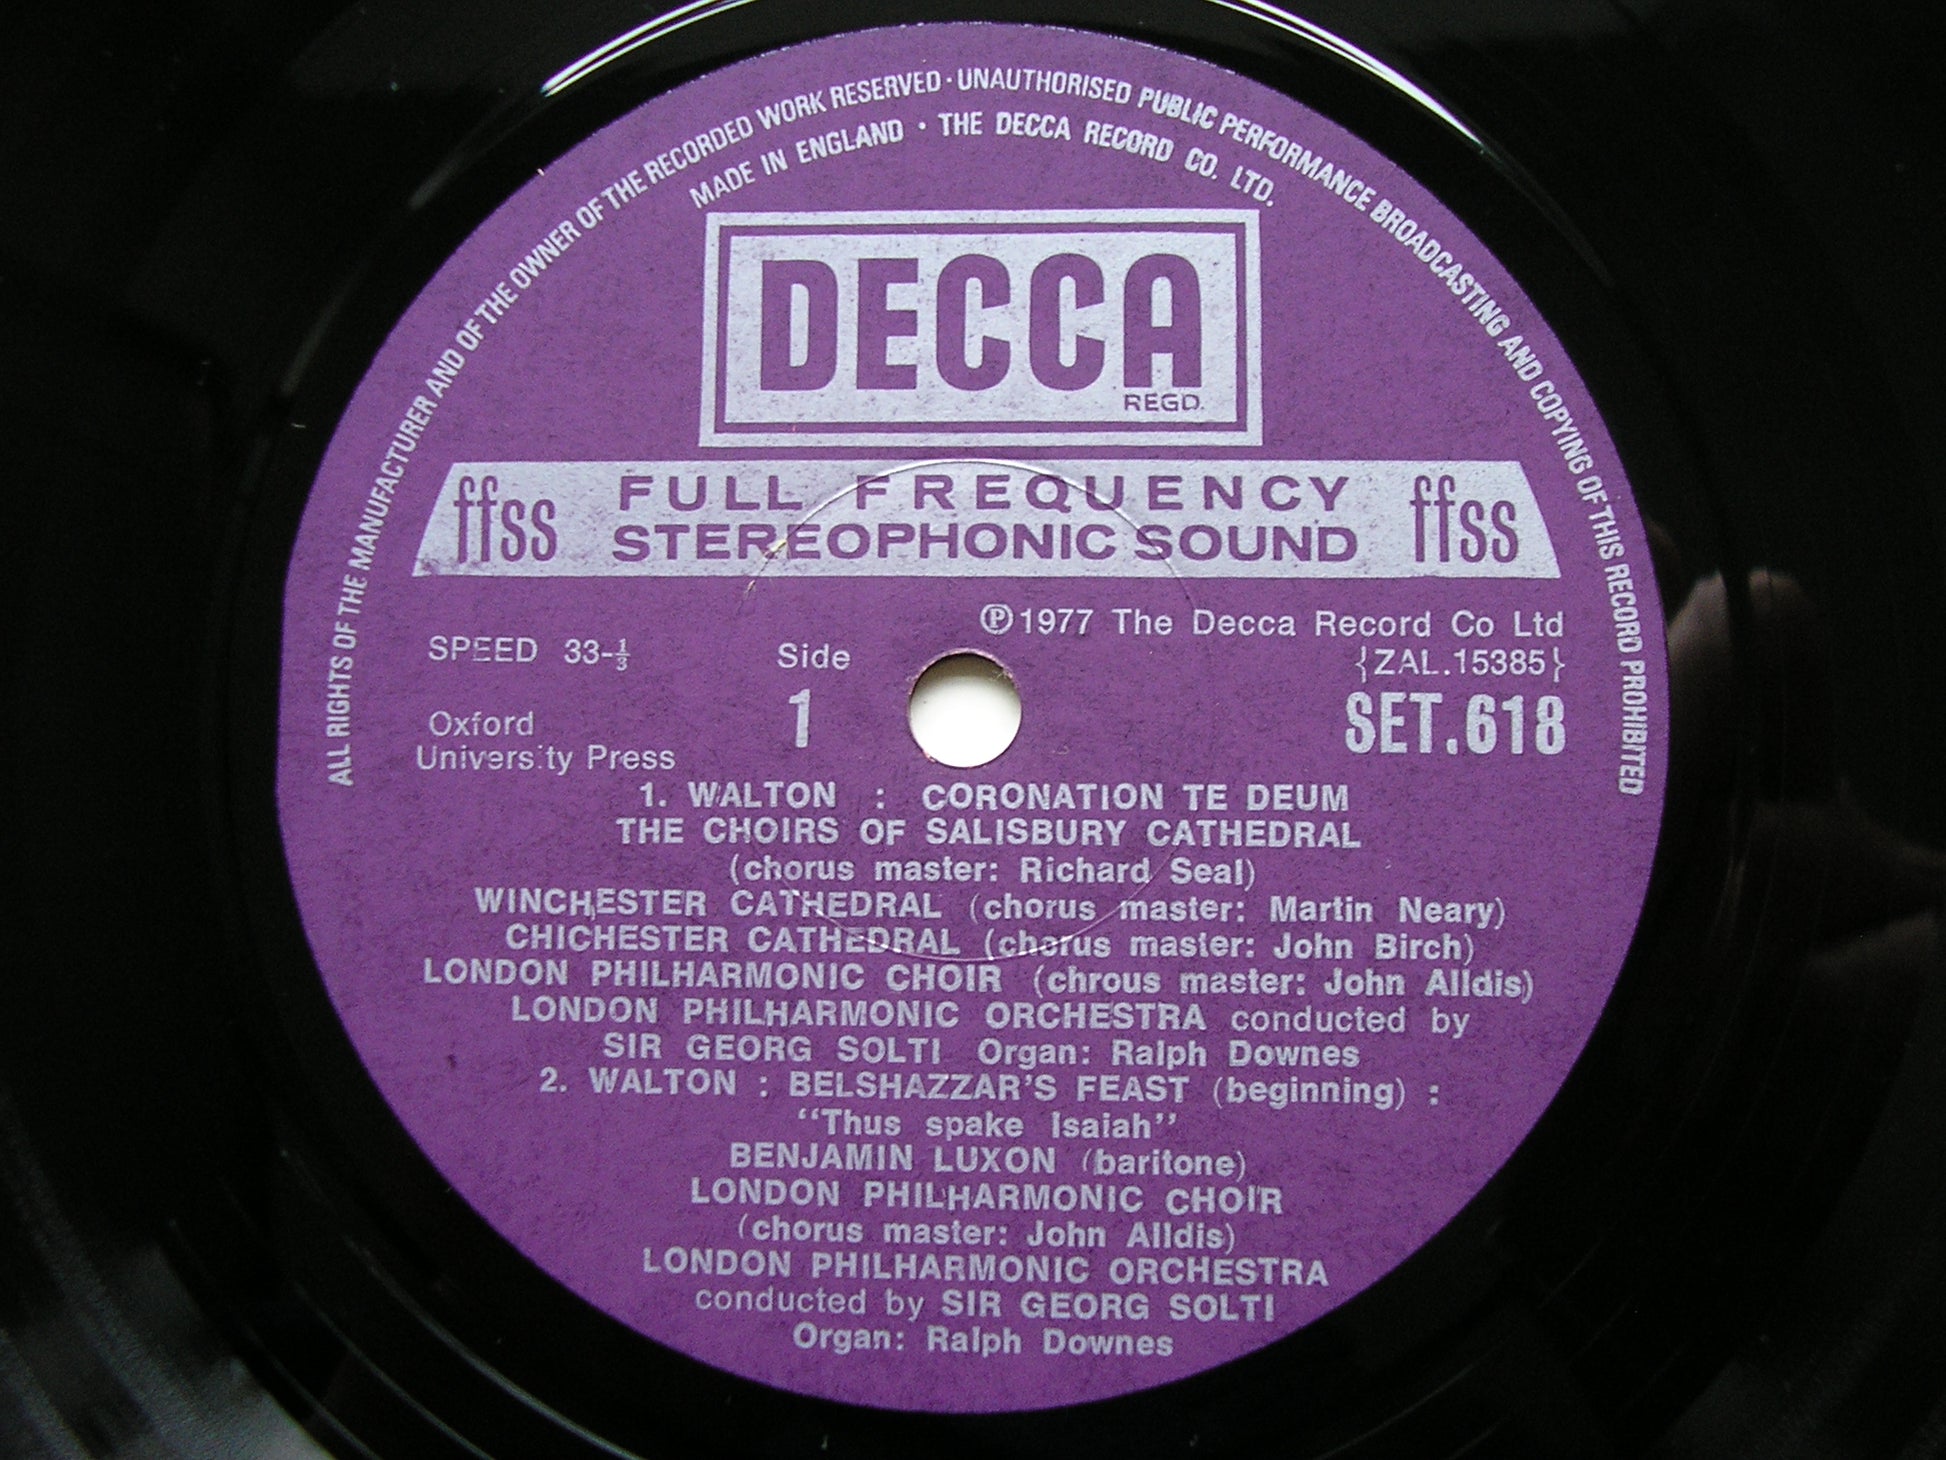 ALL RIGHTS OF THE MANUFACTURER AND OF THE OWNER OF THE RECORDED WORK RESERVED · UNAUTHORISED PUBLIC PERFORMANCE BROADCASTING AND COPYING OF THIS RECORD PROHIBITED
MADE IN ENGLAND · THE DECCA RECORD CO. LTD.
DECCA
REGD.
ffss FULL FREQUENCY STEREOPHONIC SOUND ffss
℗1977 The Decca Record Co Ltd
SPEED 33-⅓ Side {ZAL.15385}
1 SET.618
Oxford
University Press
1. WALTON : CORONATION TE DEUM
THE CHOIRS OF SALISBURY CATHEDRAL
(chorus master: Richard Seal)
WINCHESTER CATHEDRAL (chorus master: Martin Neary)
CHICHESTER CATHEDRAL (chorus master: John Birch)
LONDON PHILHARMONIC CHOIR (chrous master: John Alldis)
LONDON PHILHARMONIC ORCHESTRA conducted by
SIR GEORG SOLTI Organ: Ralph Downes
2. WALTON : BELSHAZZAR'S FEAST (beginning) :
"Thus spake Isaiah"
BENJAMIN LUXON (baritone)
LONDON PHILHARMONIC CHOIR
(chorus master: John Alldis)
LONDON PHILHARMONIC ORCHESTRA
conducted by SIR GEORG SOLTI
Organ: Ralph Downes